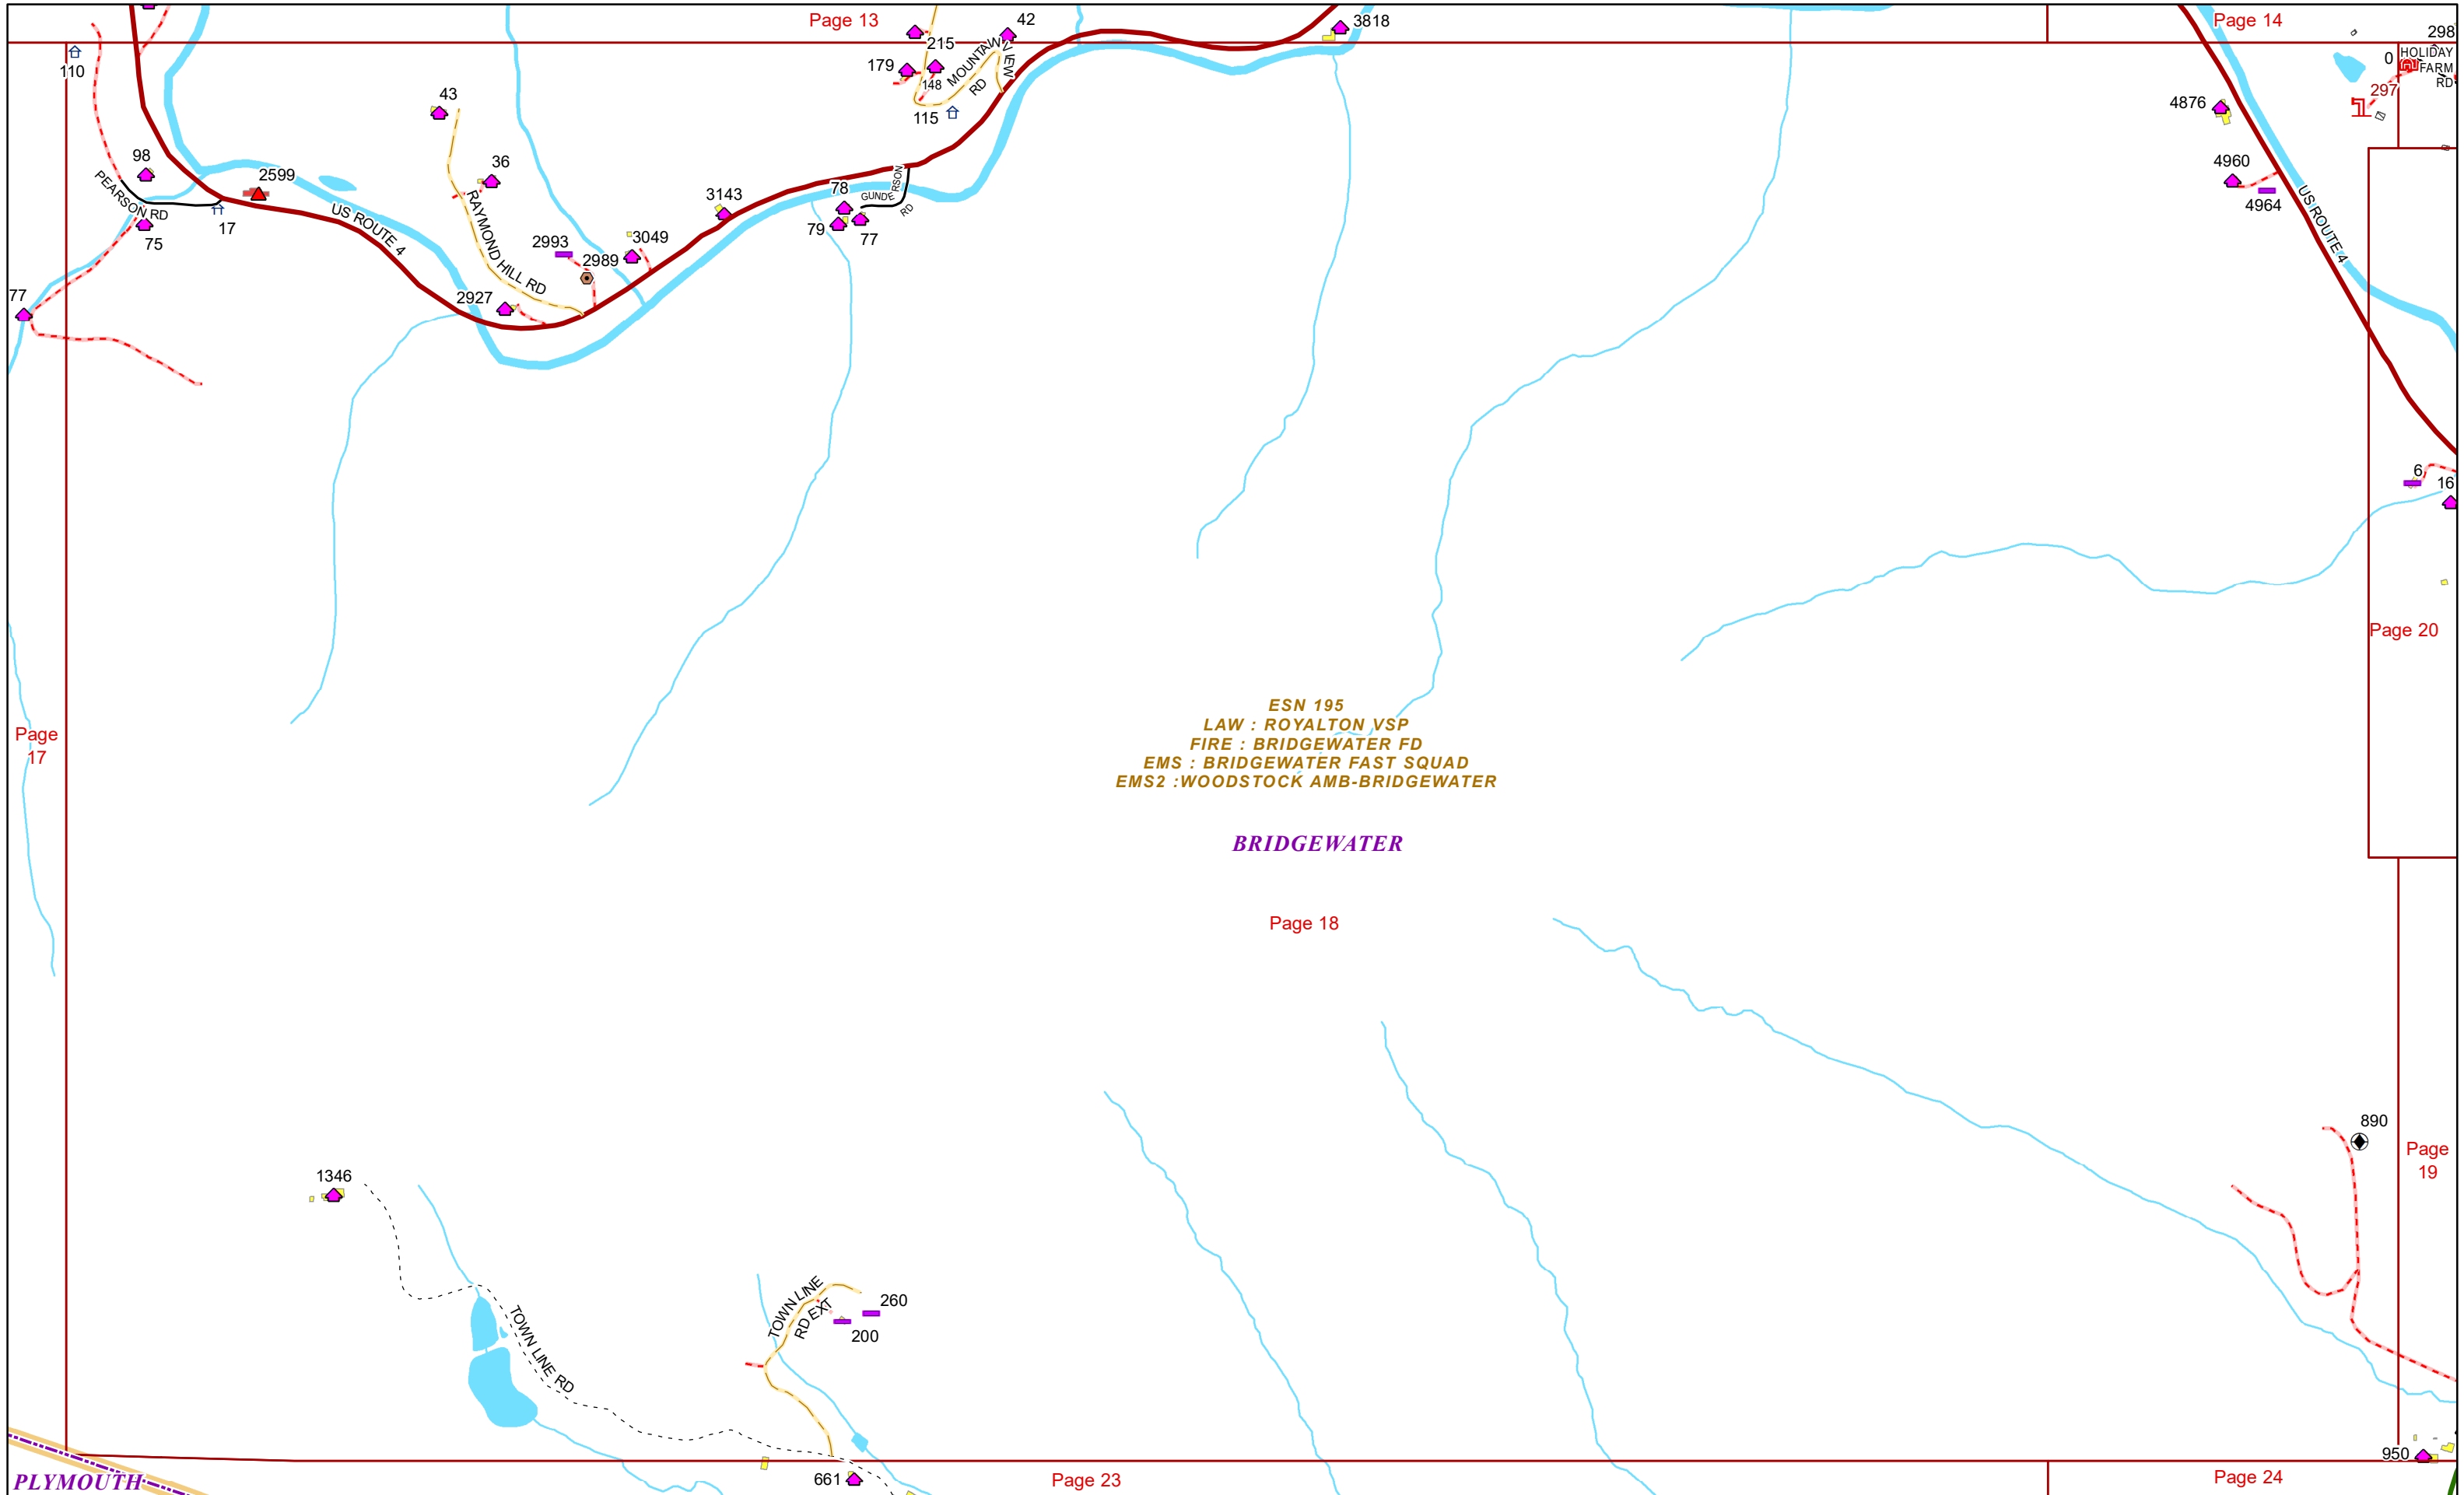 Page 13
Page 14
42
3818
298
215
HOLIDAY
FARM
RD
0
110
179
148
MOUNTAIN VIEW
RD
297
43
115
4876
98
36
2599
4960
PEARSON RD
17
75
US ROUTE 4
RAYMOND HILL RD
3143
78
GUNDERSON
RD
79
77
4964
US ROUTE 4
2993
3049
2989
77
2927
6
16
Page 20
ESN 195
LAW : ROYALTON VSP
FIRE : BRIDGEWATER FD
EMS : BRIDGEWATER FAST SQUAD
EMS2 :WOODSTOCK AMB-BRIDGEWATER
Page
17
BRIDGEWATER
Page 18
890
Page
19
1346
TOWN LINE RD
TOWN LINE
RD EXT
260
200
950
PLYMOUTH
661
Page 23
Page 24